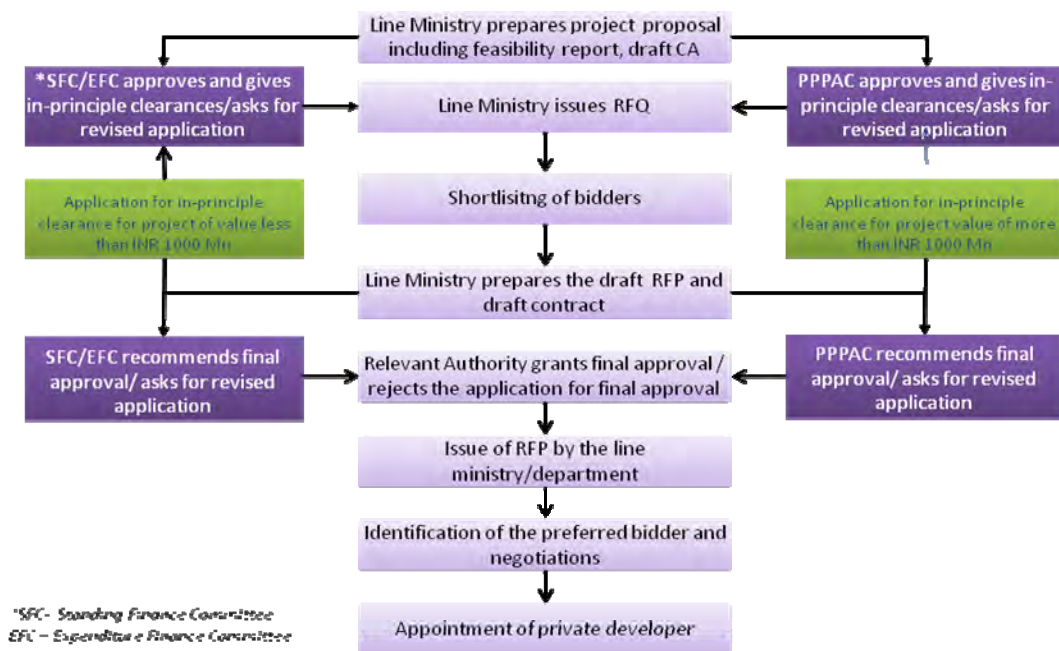 Line Ministry prepares project proposal
including feasibility report, draft CA
*SFC/EFC approves and gives
in-principle clearances/asks for
revised application
Line Ministry issues RFQ
PPPAC approves and gives in-
principle clearances/asks for
revised application
Application for in-principle
clearance for project of value less
than INR 1000 Mn
Shortlisitng of bidders
Application for in-principle
clearance for project value of more
than INR 1000 Mn
Line Ministry prepares the draft RFP and
draft contract
SFC/EFC recommends final
approval/ asks for revised
application
Relevant Authority grants final approval /
rejects the application for final approval
PPPAC recommends final
approval/ asks for revised
application
Issue of RFP by the line
ministry/department
Identification of the preferred bidder and
negotiations
Appointment of private developer
*SFC- Standing Finance Committee
EFC – Expenditure Finance Committee